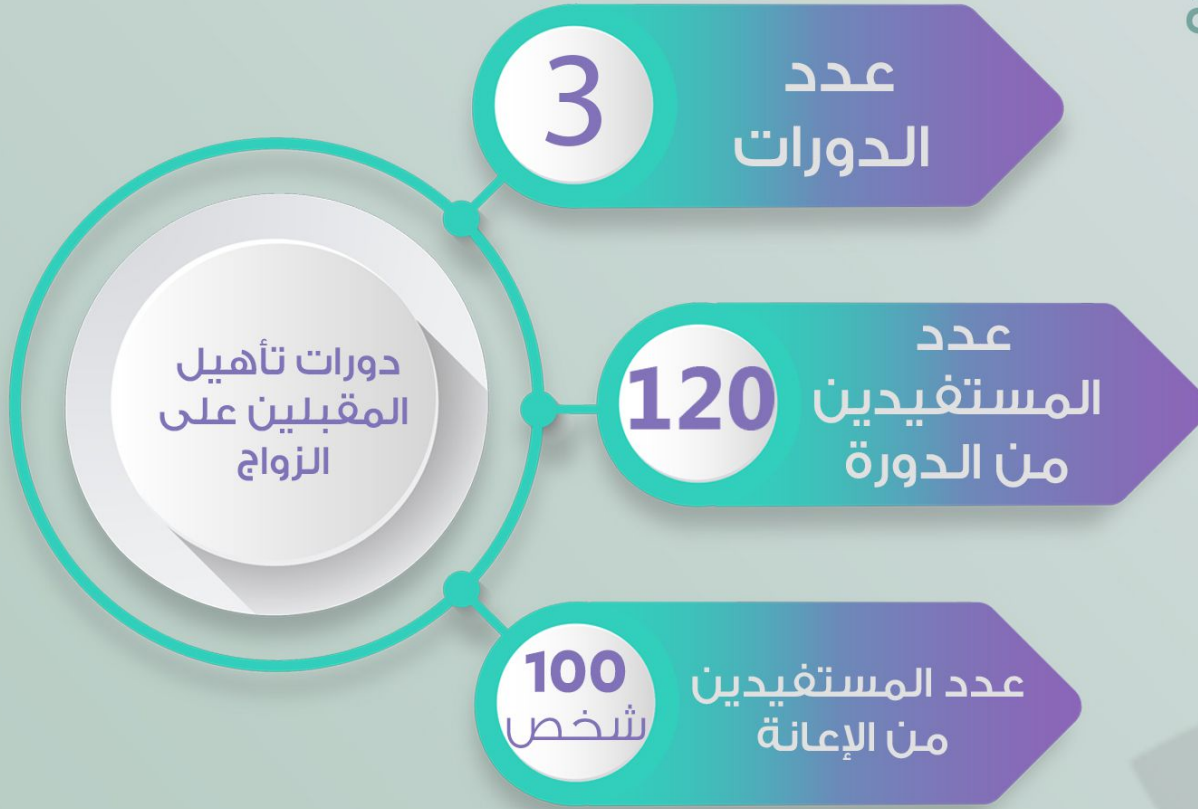 دورات تأهيل
المقبلين على
الزواج
3
عدد
الدورات
120
عدد
المستفيدين
من الدورة
100
شخص
عدد المستفيدين
من الإعانة